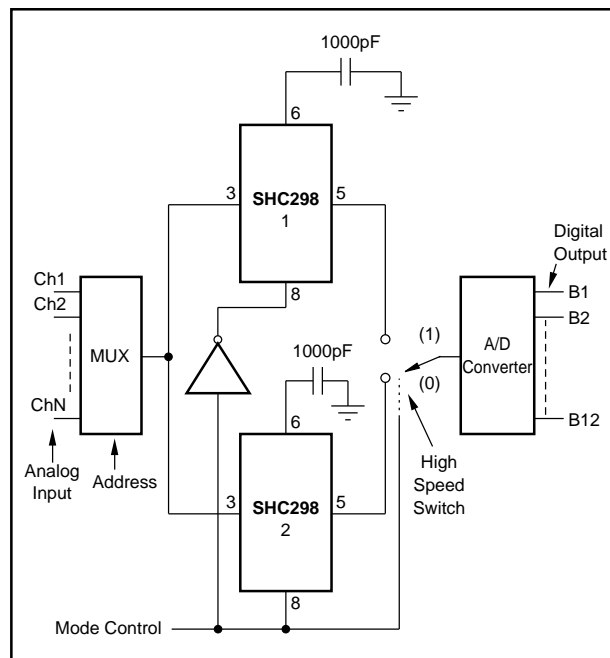 1000pF
6
3
SHC298
1
5
8
Ch1
Ch2
ChN
MUX
Analog
Input
Address
1000pF
6
3
SHC298
2
5
8
(1)
(0)
High
Speed
Switch
A/D
Converter
Digital
Output
B1
B2
B12
Mode Control